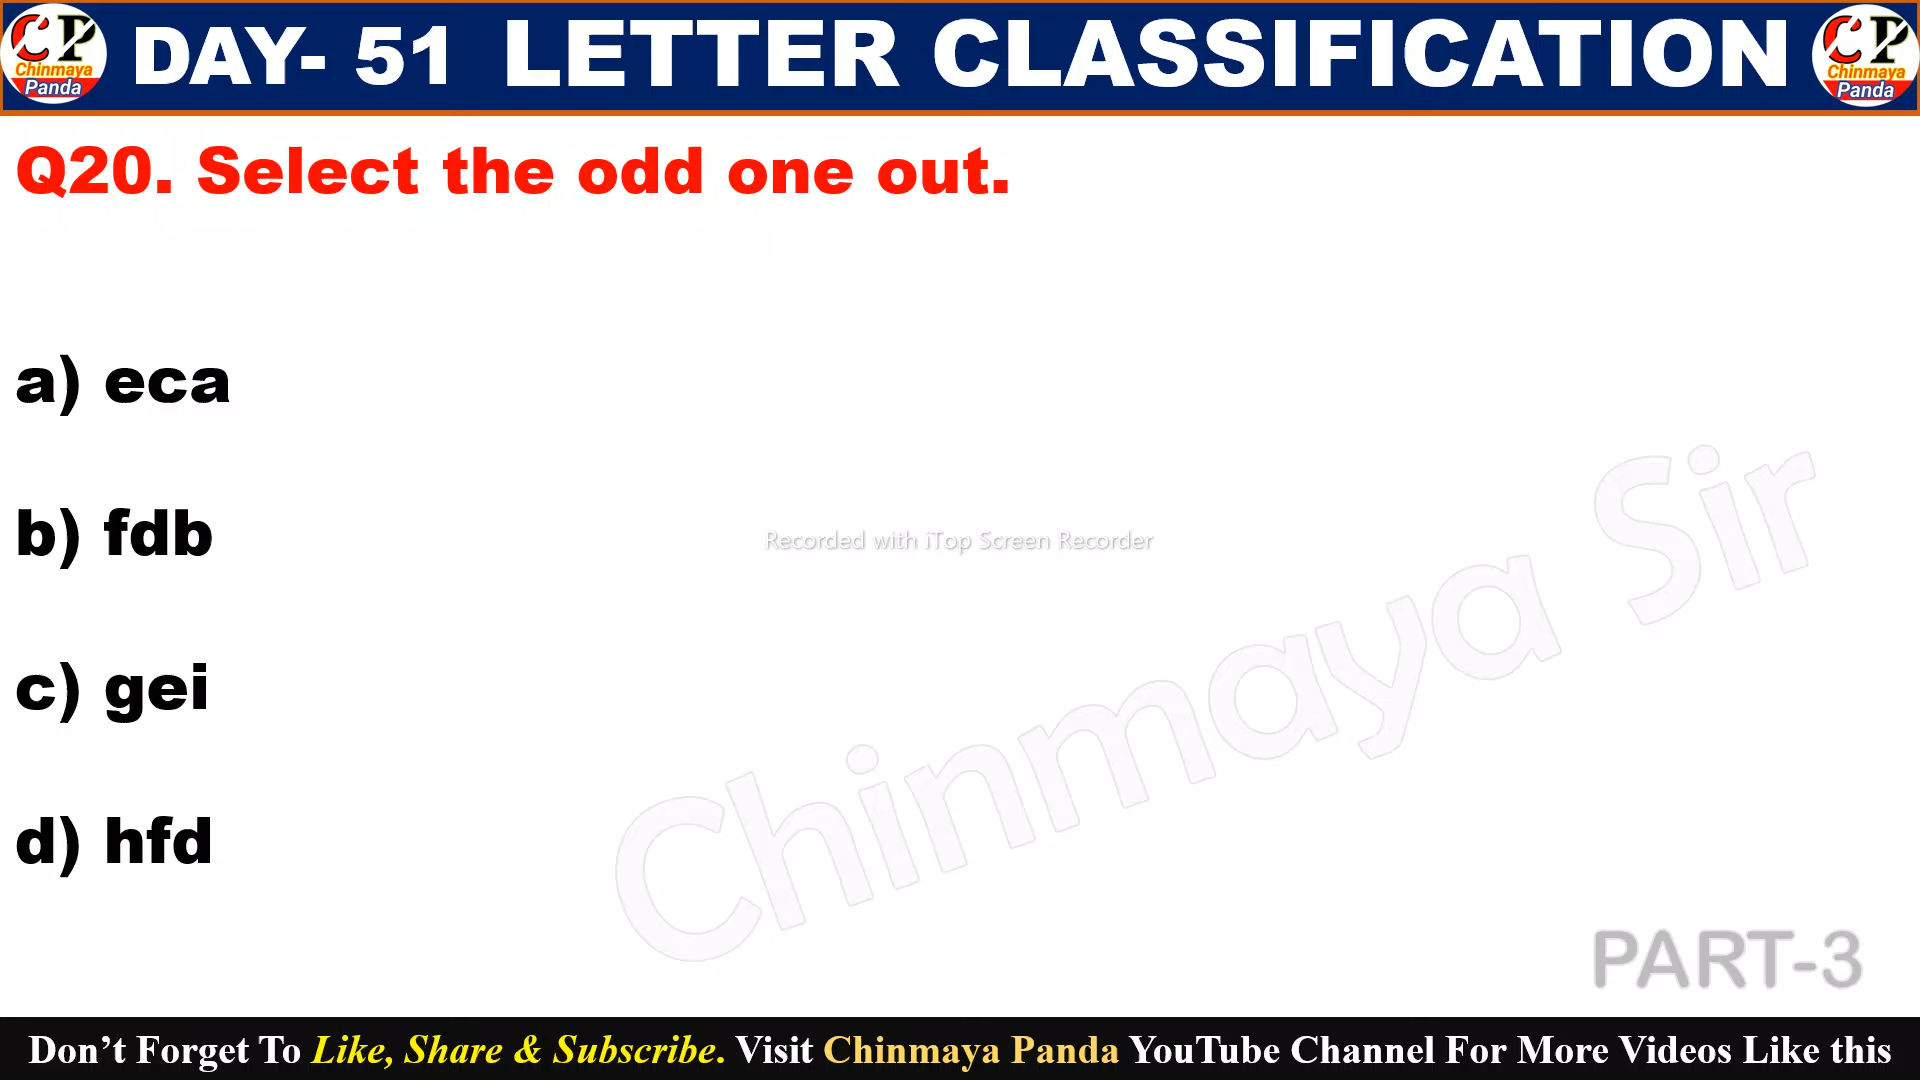 CP Chinmaya Panda
DAY- 51 LETTER CLASSIFICATION
CP Chinmaya Panda
Q20. Select the odd one out.
a) eca
b) fdb
Recorded with iTop Screen Recorder
c) gei
d) hfd
Chinmaya Sir
PART-3
Don’t Forget To Like, Share & Subscribe. Visit Chinmaya Panda YouTube Channel For More Videos Like this